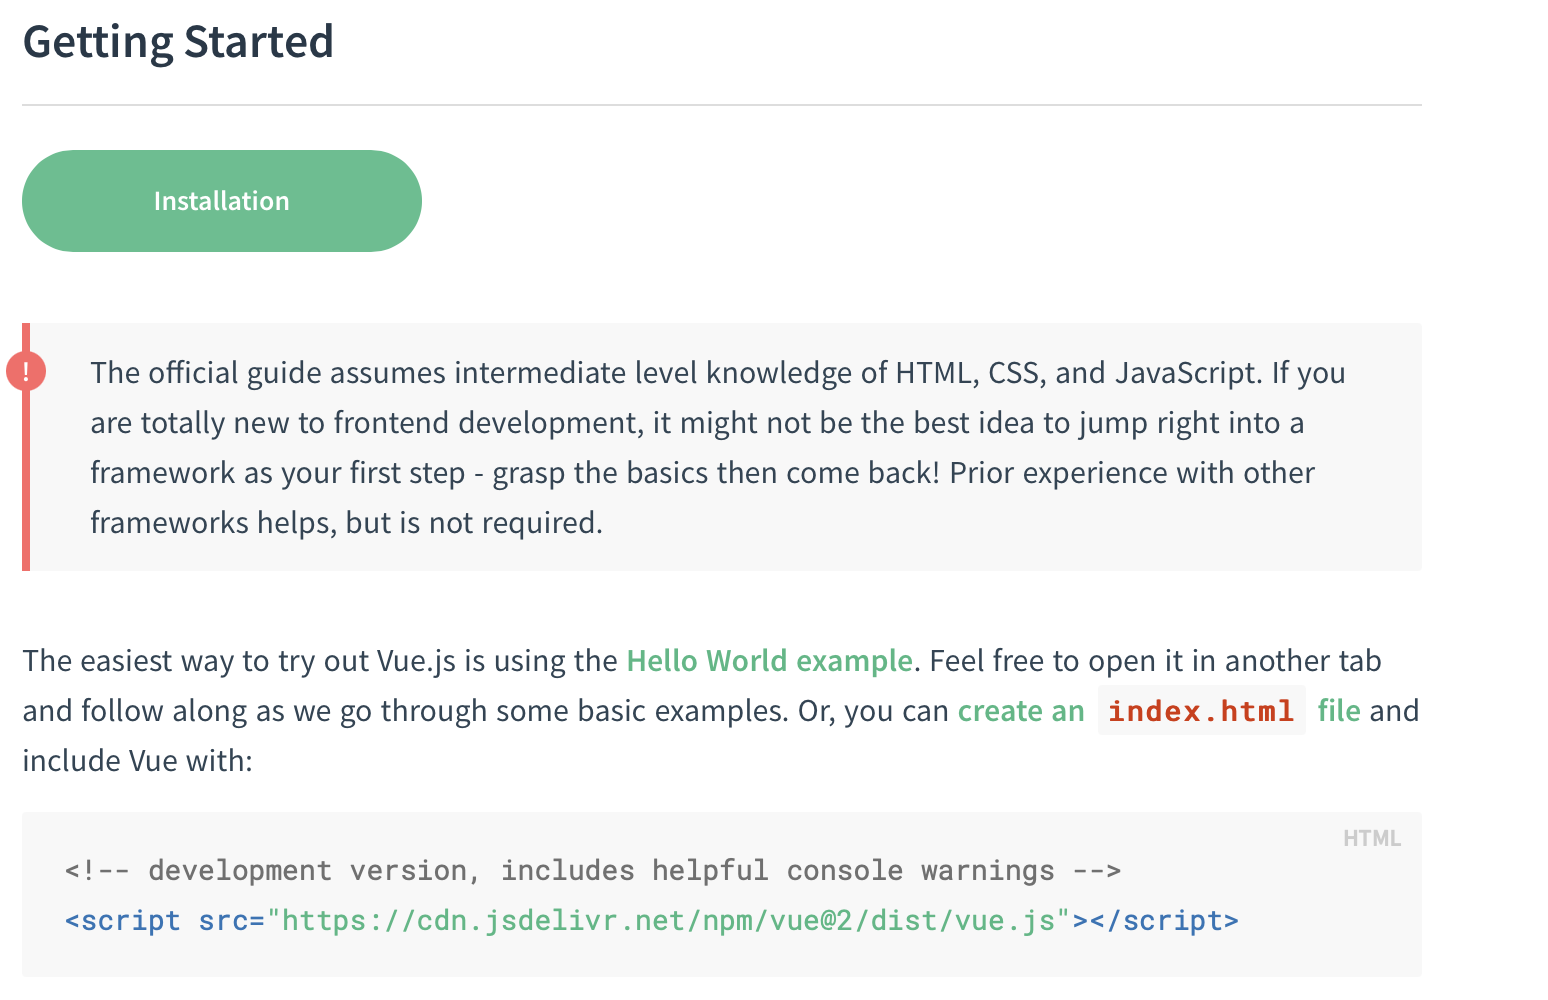 Getting Started
Installation
!
The official guide assumes intermediate level knowledge of HTML, CSS, and JavaScript. If you
are totally new to frontend development, it might not be the best idea to jump right into a
framework as your first step - grasp the basics then come back! Prior experience with other
frameworks helps, but is not required.
The easiest way to try out Vue.js is using the Hello World example. Feel free to open it in another tab
and follow along as we go through some basic examples. Or, you can create an index.html file and
include Vue with:
HTML
<!-- development version, includes helpful console warnings -->
<script src="https://cdn.jsdelivr.net/npm/vue@2/dist/vue.js"></script>